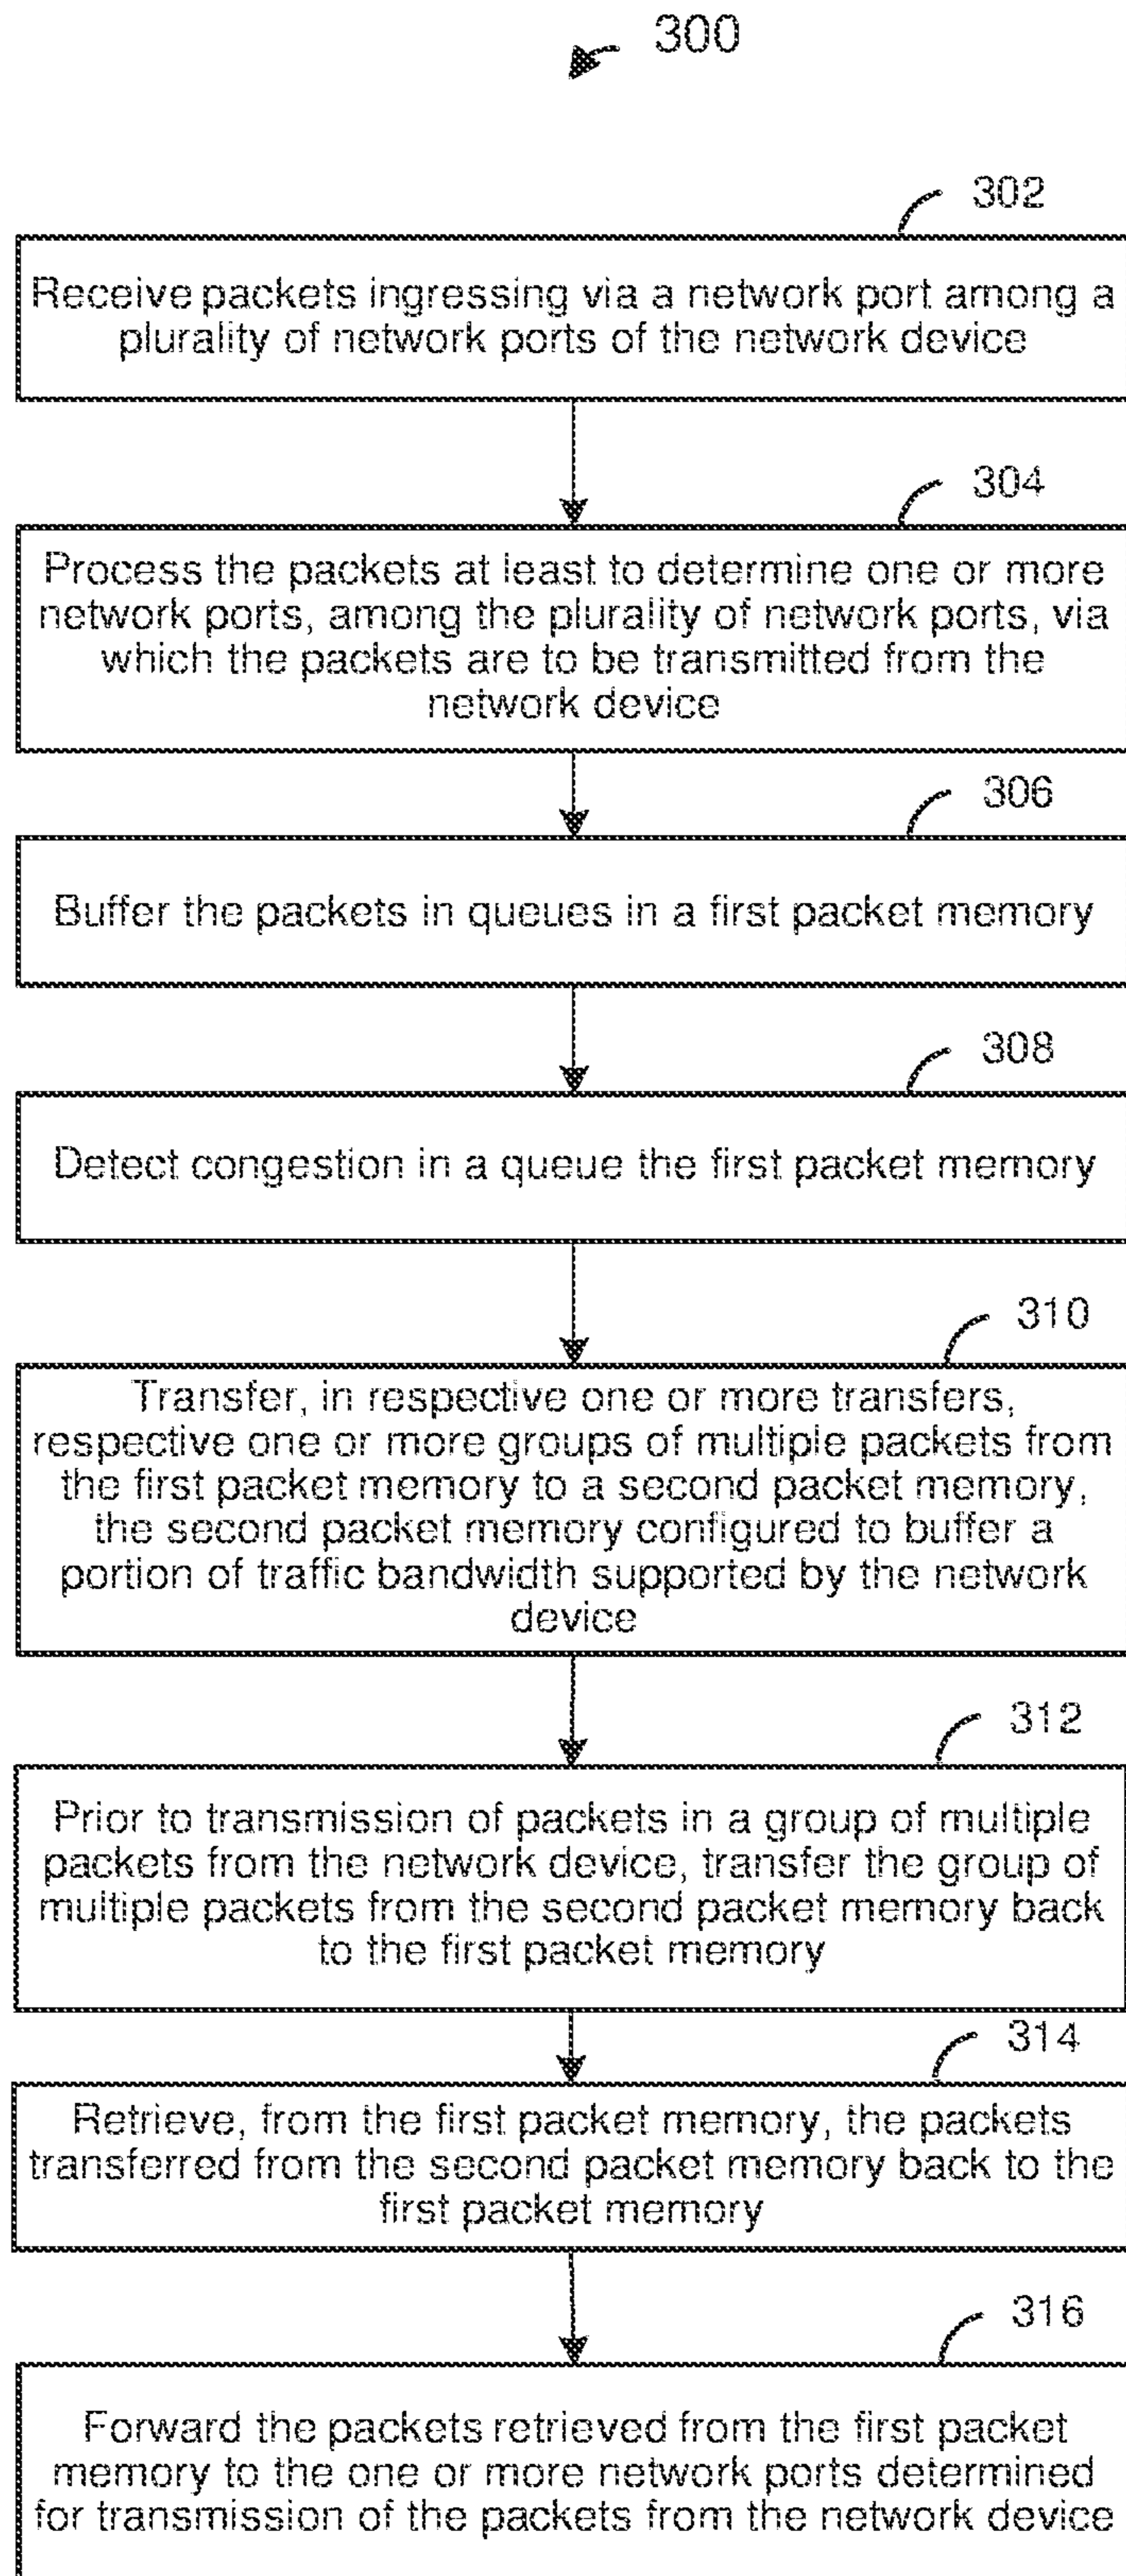 300
302
Receive packets ingressing via a network port among a
plurality of network ports of the network device
304
Process the packets at least to determine one or more
network ports, among the plurality of network ports, via
which the packets are to be transmitted from the
network device
306
Buffer the packets in queues in a first packet memory
308
Detect congestion in a queue the first packet memory
310
Transfer, in respective one or more transfers,
respective one or more groups of multiple packets from
the first packet memory to a second packet memory,
the second packet memory configured to buffer a
portion of traffic bandwidth supported by the network
device
312
Prior to transmission of packets in a group of multiple
packets from the network device, transfer the group of
multiple packets from the second packet memory back
to the first packet memory
314
Retrieve, from the first packet memory, the packets
transferred from the second packet memory back to the
first packet memory
316
Forward the packets retrieved from the first packet
memory to the one or more network ports determined
for transmission of the packets from the network device